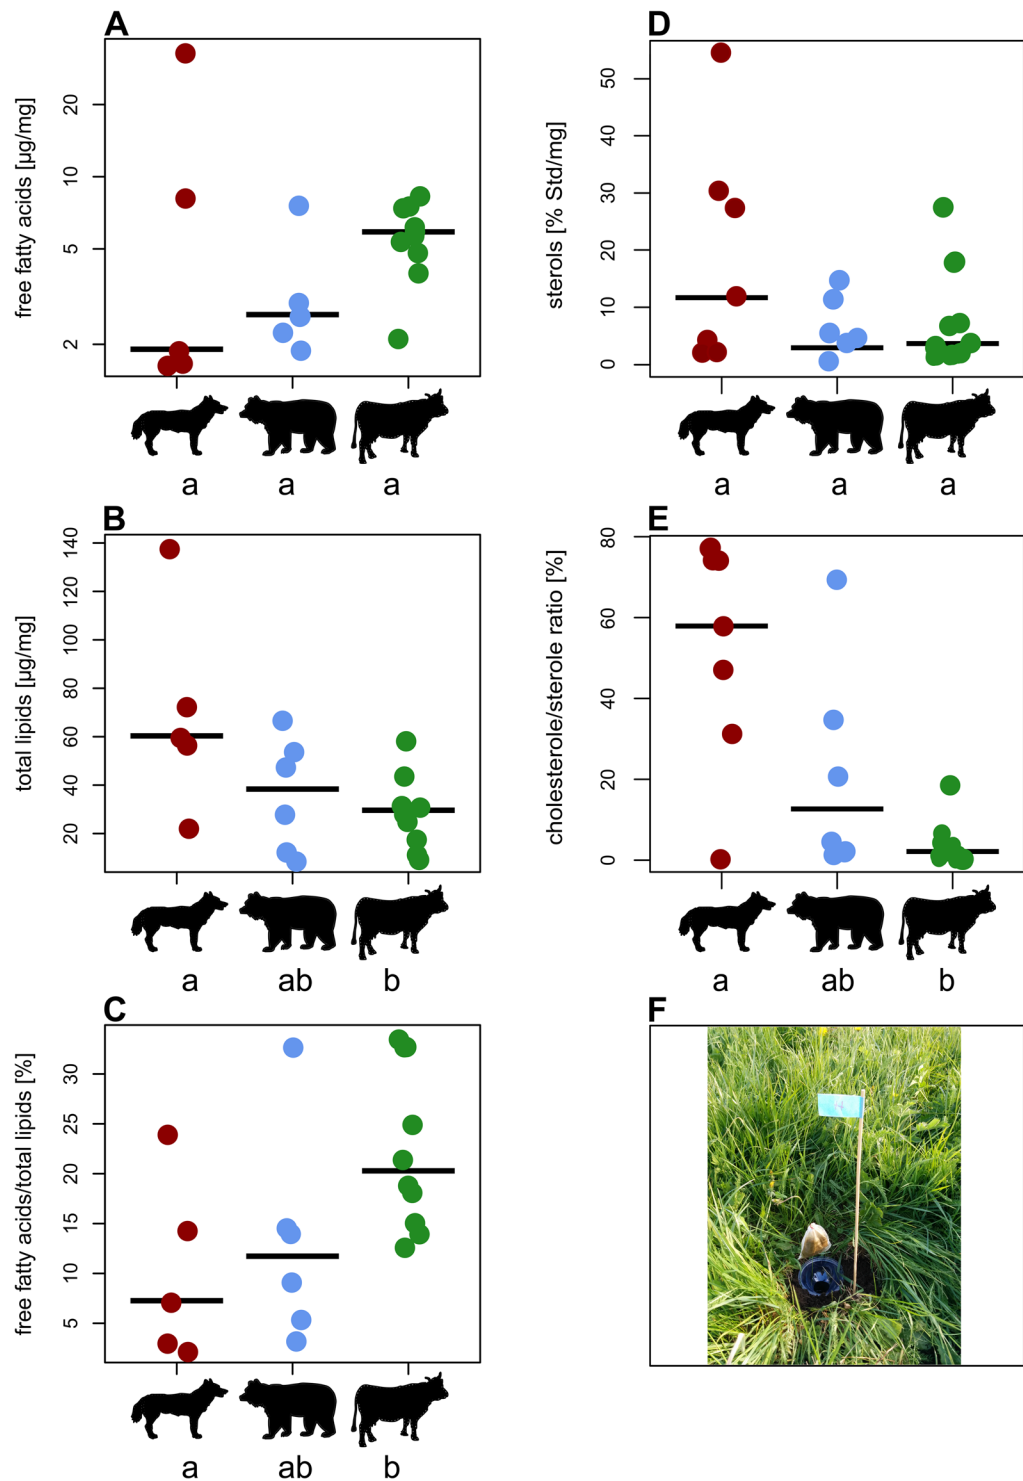 A
free fatty acids [µg/mg]
20
10
5
2
a a a
B
total lipids [µg/mg]
140
120
100
80
60
40
20
a ab b
C
free fatty acids/total lipids [%]
30
25
20
15
10
5
a ab b
D
sterols [% Std/mg]
50
40
30
20
10
0
a a a
E
cholesterole/sterole ratio [%]
80
60
40
20
0
a ab b
F